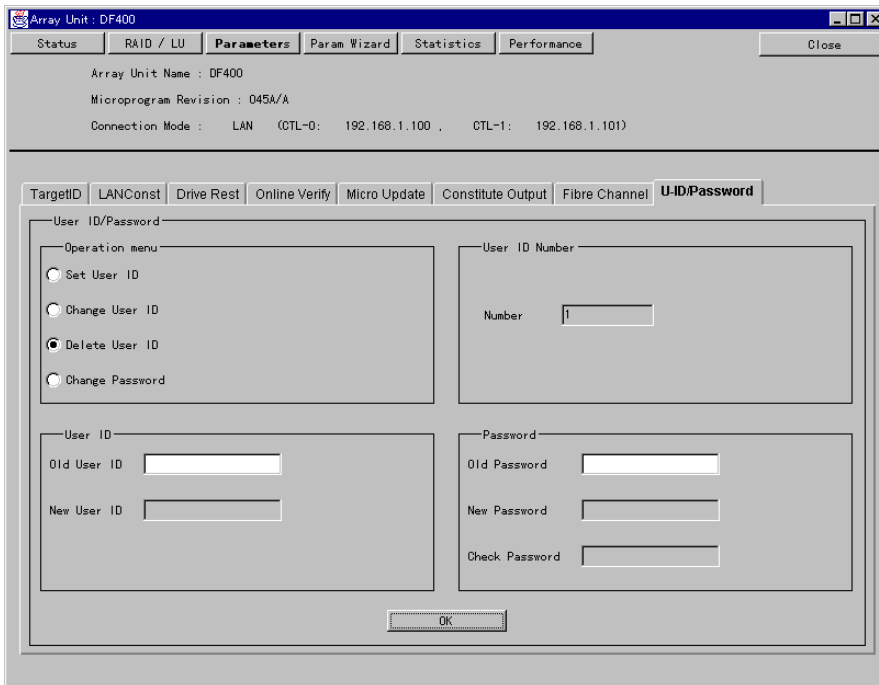 Array Unit : DF400
Status RAID / LU Parameters Param Wizard Statistics Performance Close
Array Unit Name : DF400
Microprogram Revision : 045A/A
Connection Mode : LAN (CTL-0: 192.168.1.100 , CTL-1: 192.168.1.101)
TargetID LANConst Drive Rest Online Verify Micro Update Constitute Output Fibre Channel U-ID/Password
User ID/Password
Operation menu
Set User ID
Change User ID
Delete User ID
Change Password
User ID Number
Number 1
User ID
Old User ID
New User ID
Password
Old Password
New Password
Check Password
OK